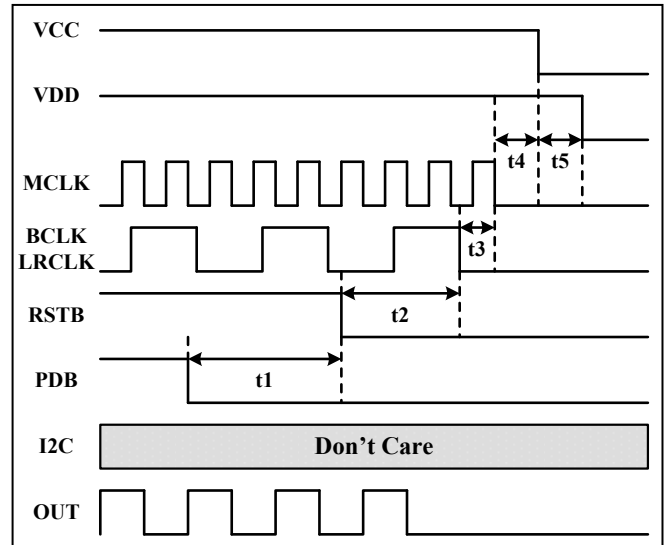 VCC
VDD
t4
t5
MCLK
BCLK
LRCLK
t3
RSTB
t2
PDB
t1
I2C
Don't Care
OUT